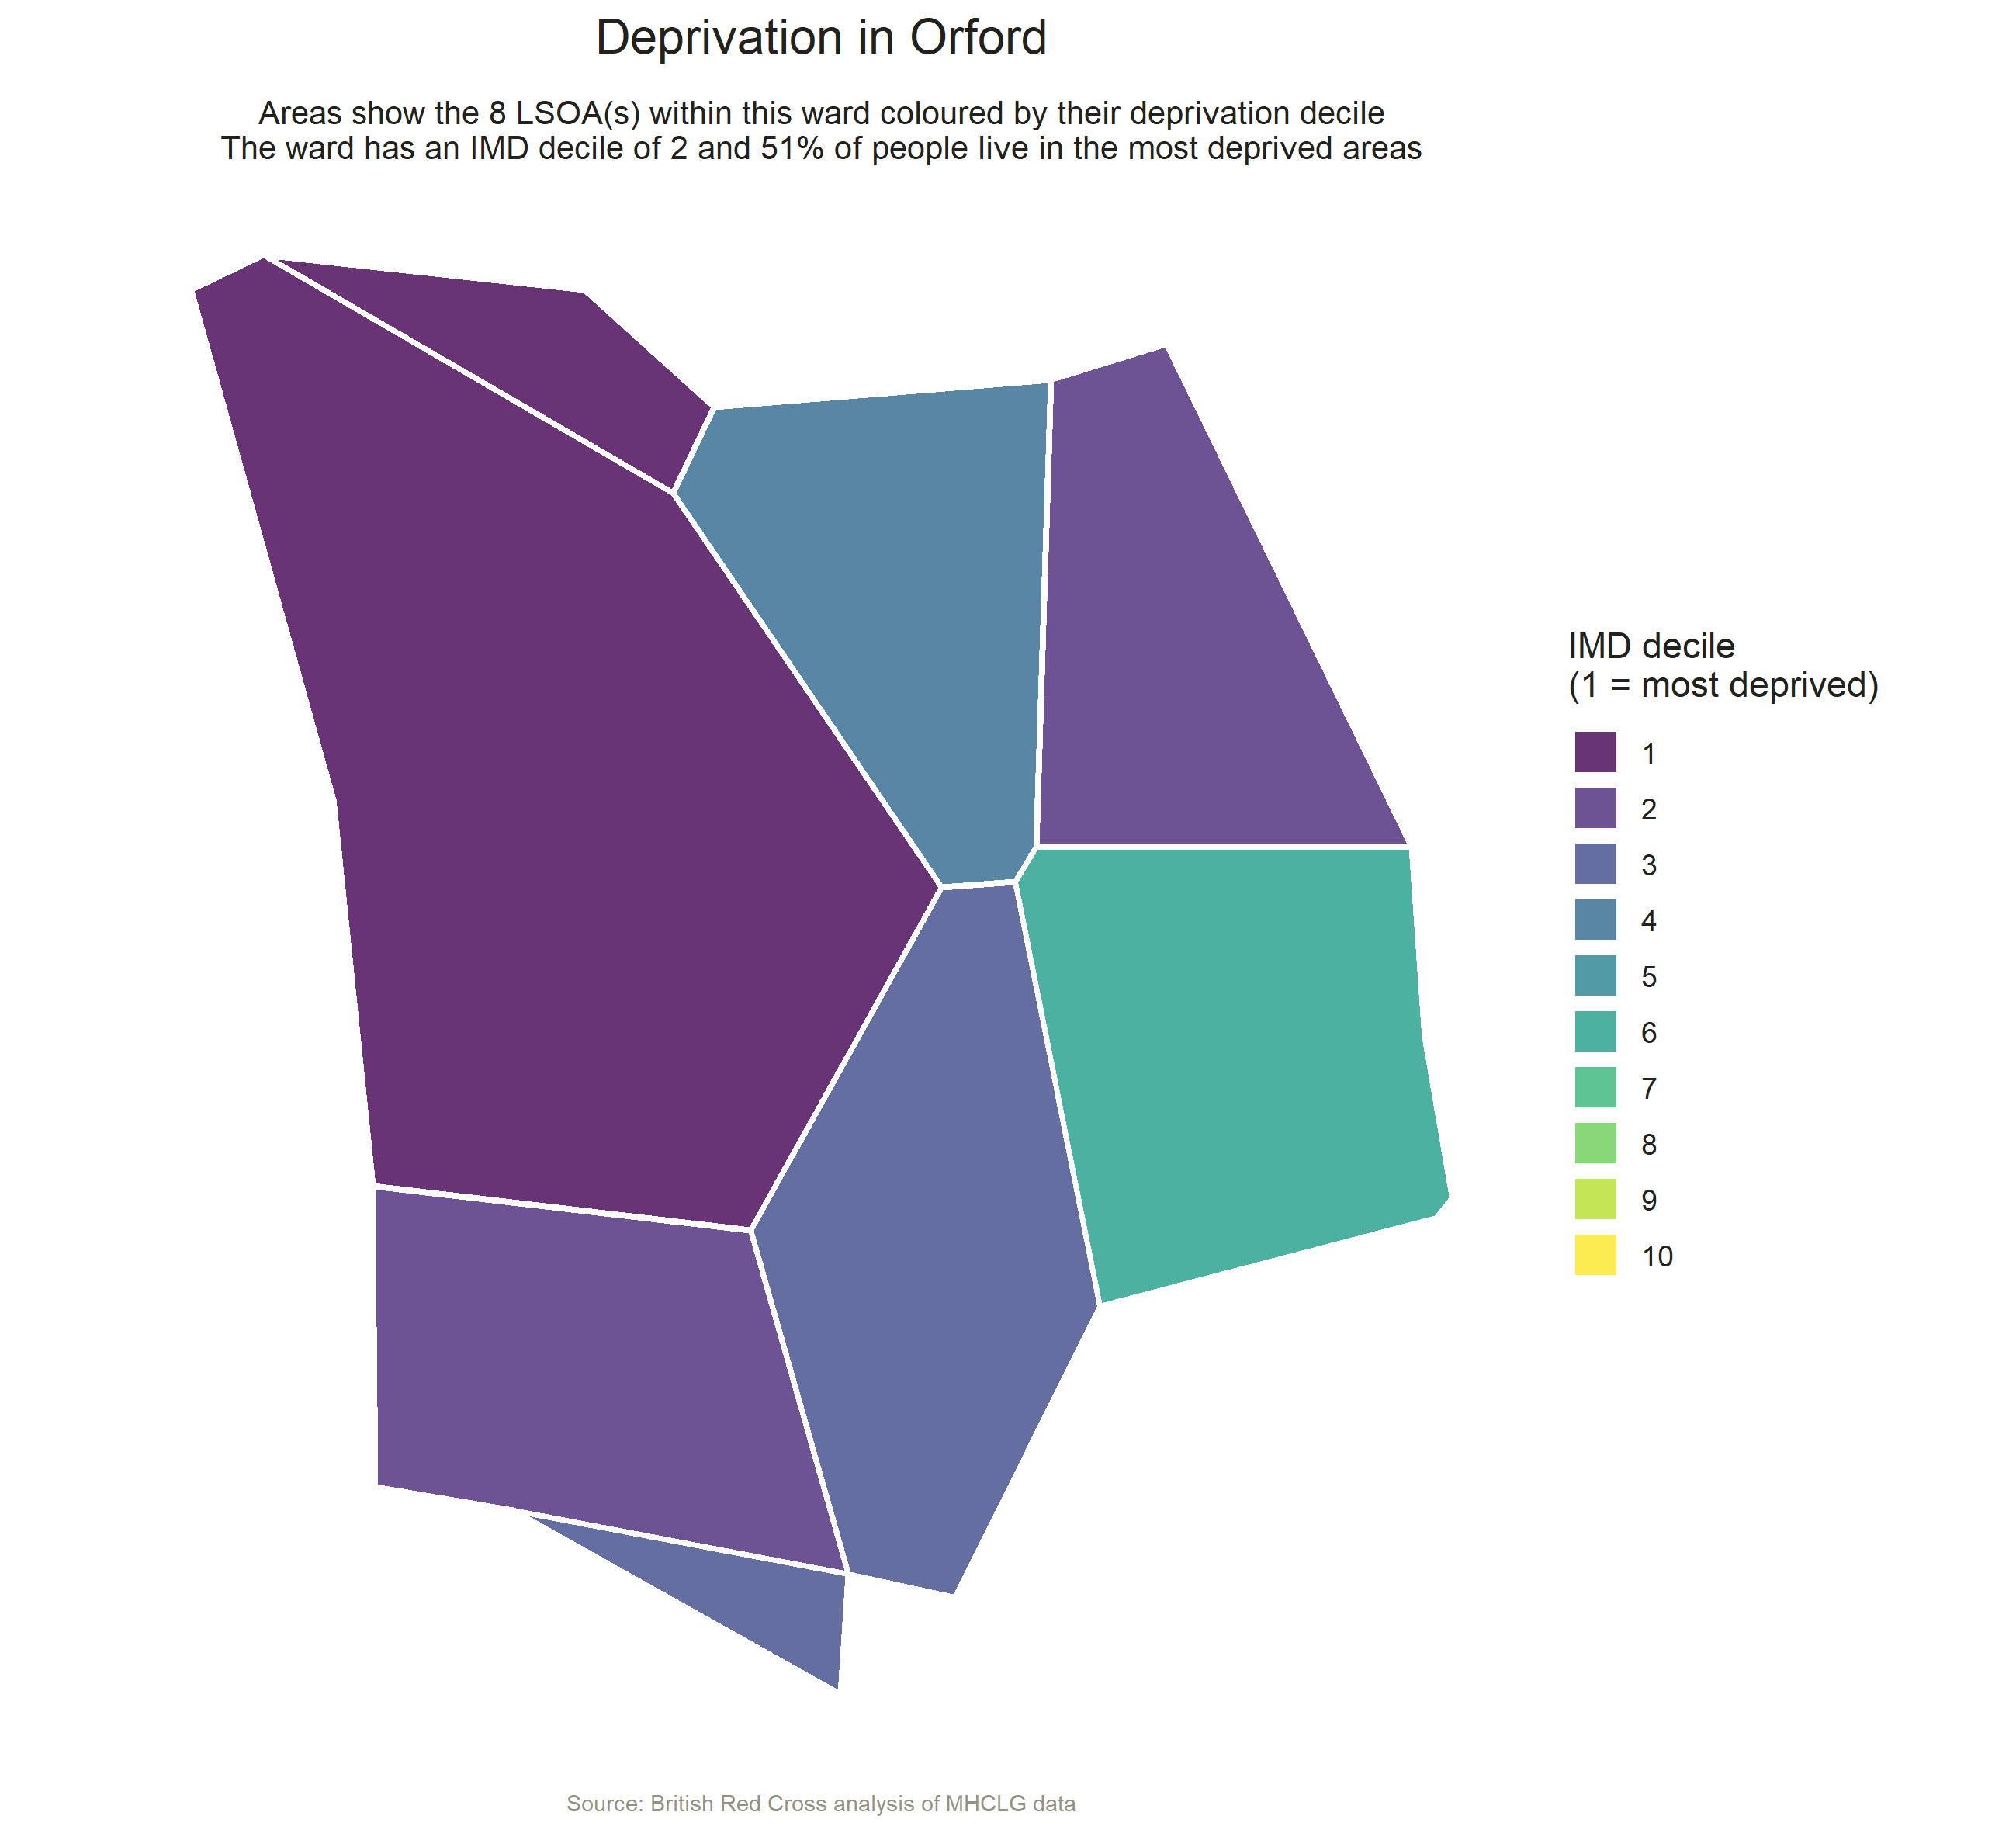 Deprivation in Orford
Areas show the 8 LSOA(s) within this ward coloured by their deprivation decile
The ward has an IMD decile of 2 and 51% of people live in the most deprived areas
IMD decile
(1 = most deprived)
1
2
3
4
5
6
7
8
9
10
Source: British Red Cross analysis of MHCLG data